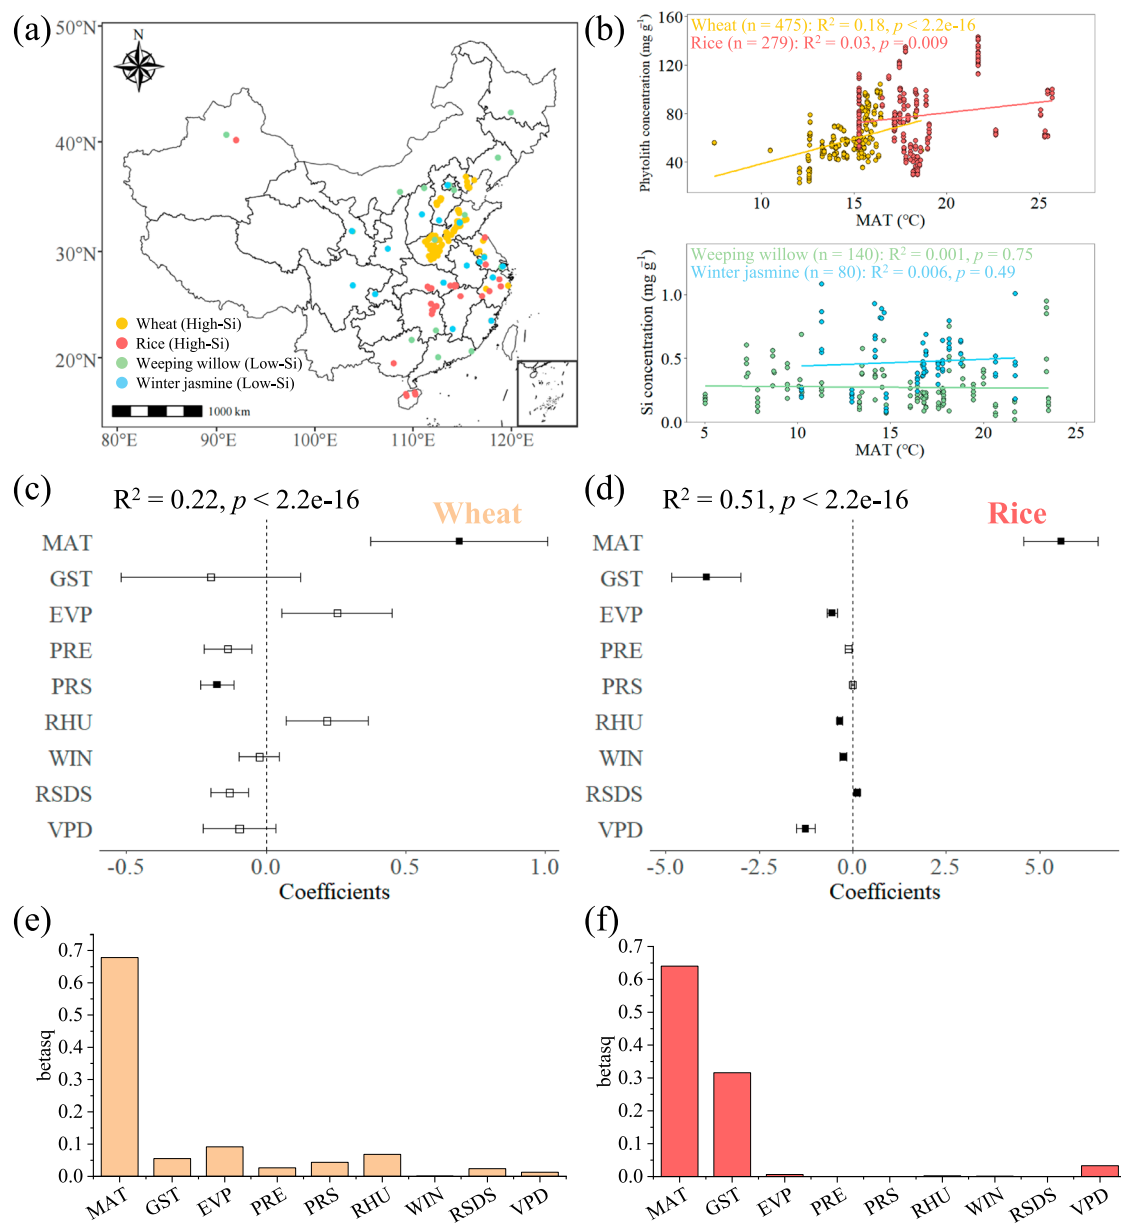 (a)
50°N
40°N
30°N
20°N
N
Wheat (High-Si)
Rice (High-Si)
Weeping willow (Low-Si)
Winter jasmine (Low-Si)
1000 km
80°E 90°E 100°E 110°E 120°E
(b)
Phytolith concentration (mg g⁻¹)
160
120
80
40
Wheat (n = 475): R² = 0.18, p < 2.2e-16
Rice (n = 279): R² = 0.03, p = 0.009
10 15 20 25
MAT (°C)
Si concentration (mg g⁻¹)
1.0
0.5
0.0
Weeping willow (n = 140): R² = 0.001, p = 0.75
Winter jasmine (n = 80): R² = 0.006, p = 0.49
5 10 15 20 25
MAT (°C)
(c)
R² = 0.22, p < 2.2e-16
Wheat
MAT
GST
EVP
PRE
PRS
RHU
WIN
RSDS
VPD
-0.5 0.0 0.5 1.0
Coefficients
(d)
R² = 0.51, p < 2.2e-16
Rice
MAT
GST
EVP
PRE
PRS
RHU
WIN
RSDS
VPD
-5.0 -2.5 0.0 2.5 5.0
Coefficients
(e)
betasq
0.7
0.6
0.5
0.4
0.3
0.2
0.1
0.0
MAT GST EVP PRE PRS RHU WIN RSDS VPD
(f)
betasq
0.7
0.6
0.5
0.4
0.3
0.2
0.1
0.0
MAT GST EVP PRE PRS RHU WIN RSDS VPD